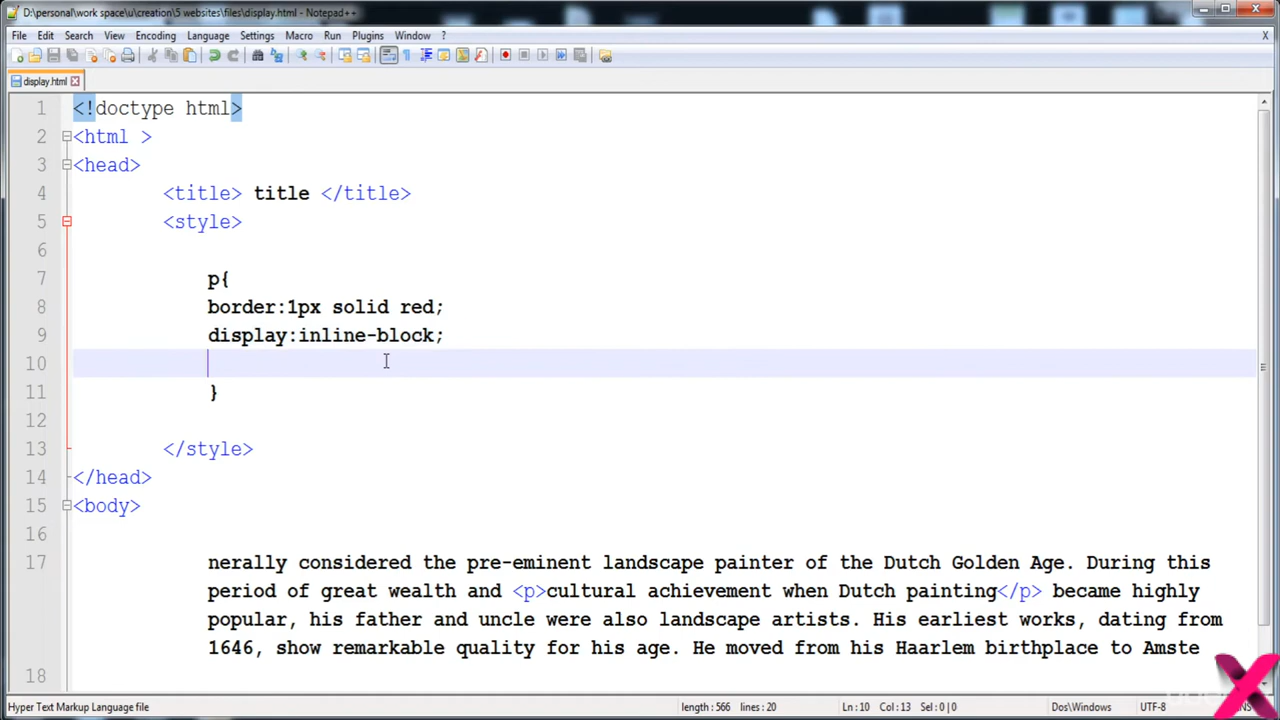 D:\personal\work space\u\creation\5 websites\files\display.html - Notepad++
File Edit Search View Encoding Language Settings Macro Run Plugins Window ? X
display.html
1 <!doctype html>
2 <html >
3 <head>
4 <title> title </title>
5 <style>
6
7 p{
8 border:1px solid red;
9 display:inline-block;
10
11 }
12
13 </style>
14 </head>
15 <body>
16
17 nerally considered the pre-eminent landscape painter of the Dutch Golden Age. During this
period of great wealth and <p>cultural achievement when Dutch painting</p> became highly
popular, his father and uncle were also landscape artists. His earliest works, dating from
1646, show remarkable quality for his age. He moved from his Haarlem birthplace to Amste
18
Hyper Text Markup Language file length: 566 lines: 20 Ln: 10 Col: 13 Sel: 0 | 0 Dos\Windows UTF-8